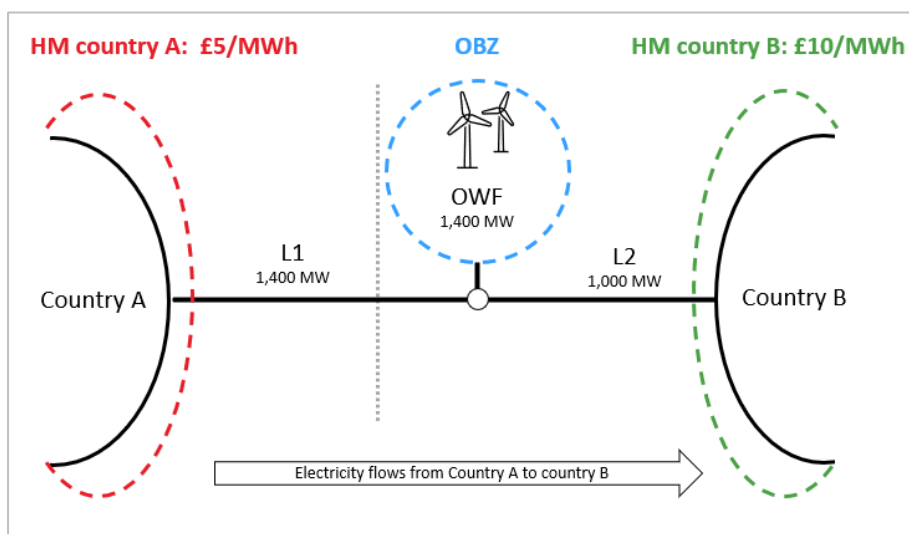 HM country A: £5/MWh
OBZ
HM country B: £10/MWh
OWF
1,400 MW
L1
1,400 MW
L2
1,000 MW
Country A
Country B
Electricity flows from Country A to country B